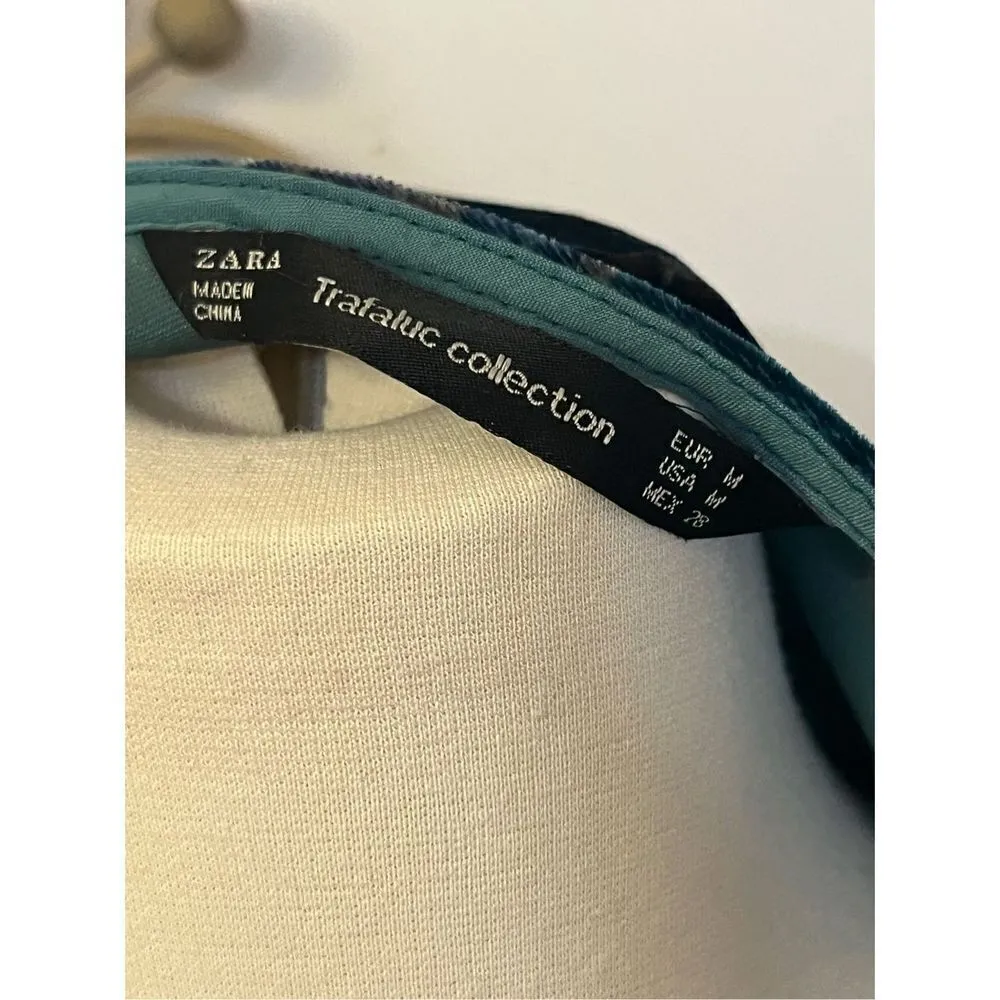 ZARA
MADE IN
CHINA
Trafaluc collection
EUR M
USA M
MEX 28